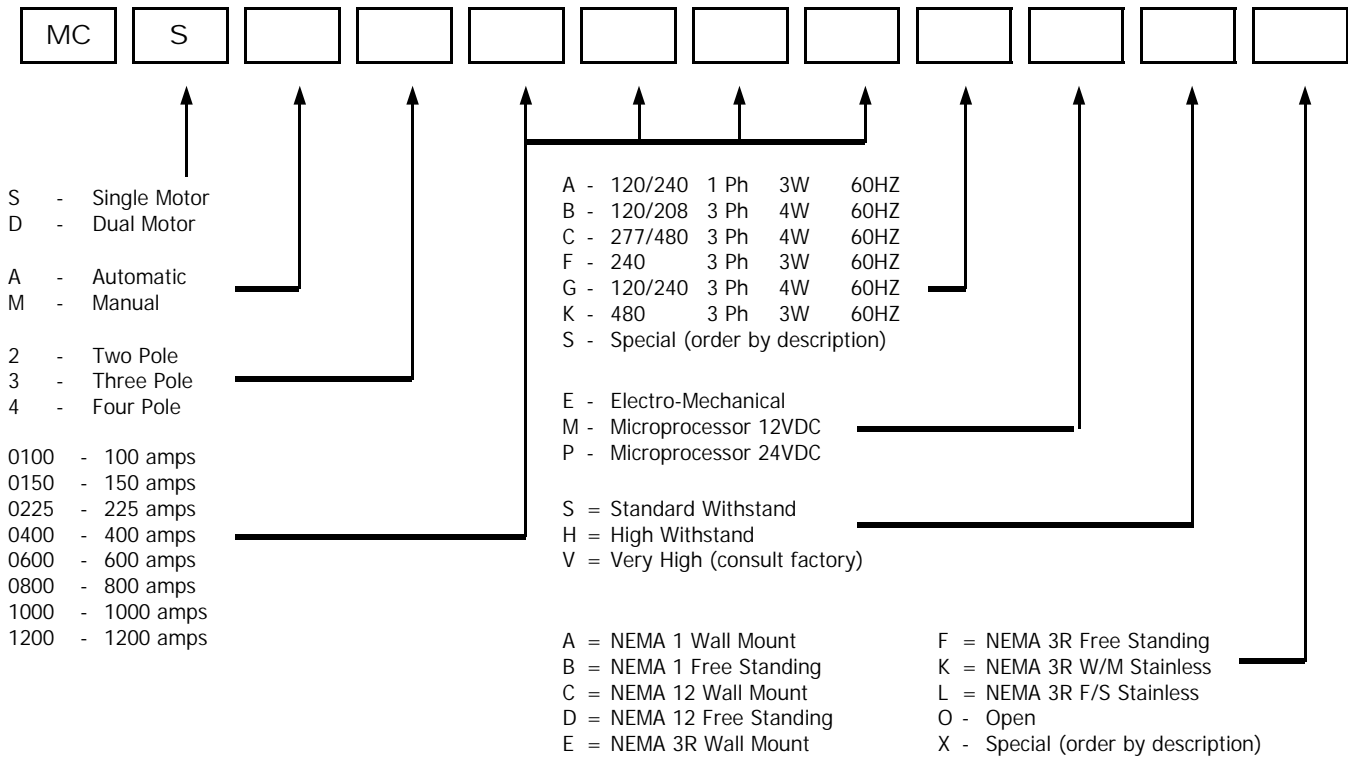 MC S
S - Single Motor
D - Dual Motor
A - Automatic
M - Manual
2 - Two Pole
3 - Three Pole
4 - Four Pole
0100 - 100 amps
0150 - 150 amps
0225 - 225 amps
0400 - 400 amps
0600 - 600 amps
0800 - 800 amps
1000 - 1000 amps
1200 - 1200 amps
A - 120/240 1 Ph 3W 60HZ
B - 120/208 3 Ph 4W 60HZ
C - 277/480 3 Ph 4W 60HZ
F - 240 3 Ph 3W 60HZ
G - 120/240 3 Ph 4W 60HZ
K - 480 3 Ph 3W 60HZ
S - Special (order by description)
E - Electro-Mechanical
M - Microprocessor 12VDC
P - Microprocessor 24VDC
S = Standard Withstand
H = High Withstand
V = Very High (consult factory)
A = NEMA 1 Wall Mount
B = NEMA 1 Free Standing
C = NEMA 12 Wall Mount
D = NEMA 12 Free Standing
E = NEMA 3R Wall Mount
F = NEMA 3R Free Standing
K = NEMA 3R W/M Stainless
L = NEMA 3R F/S Stainless
O - Open
X - Special (order by description)